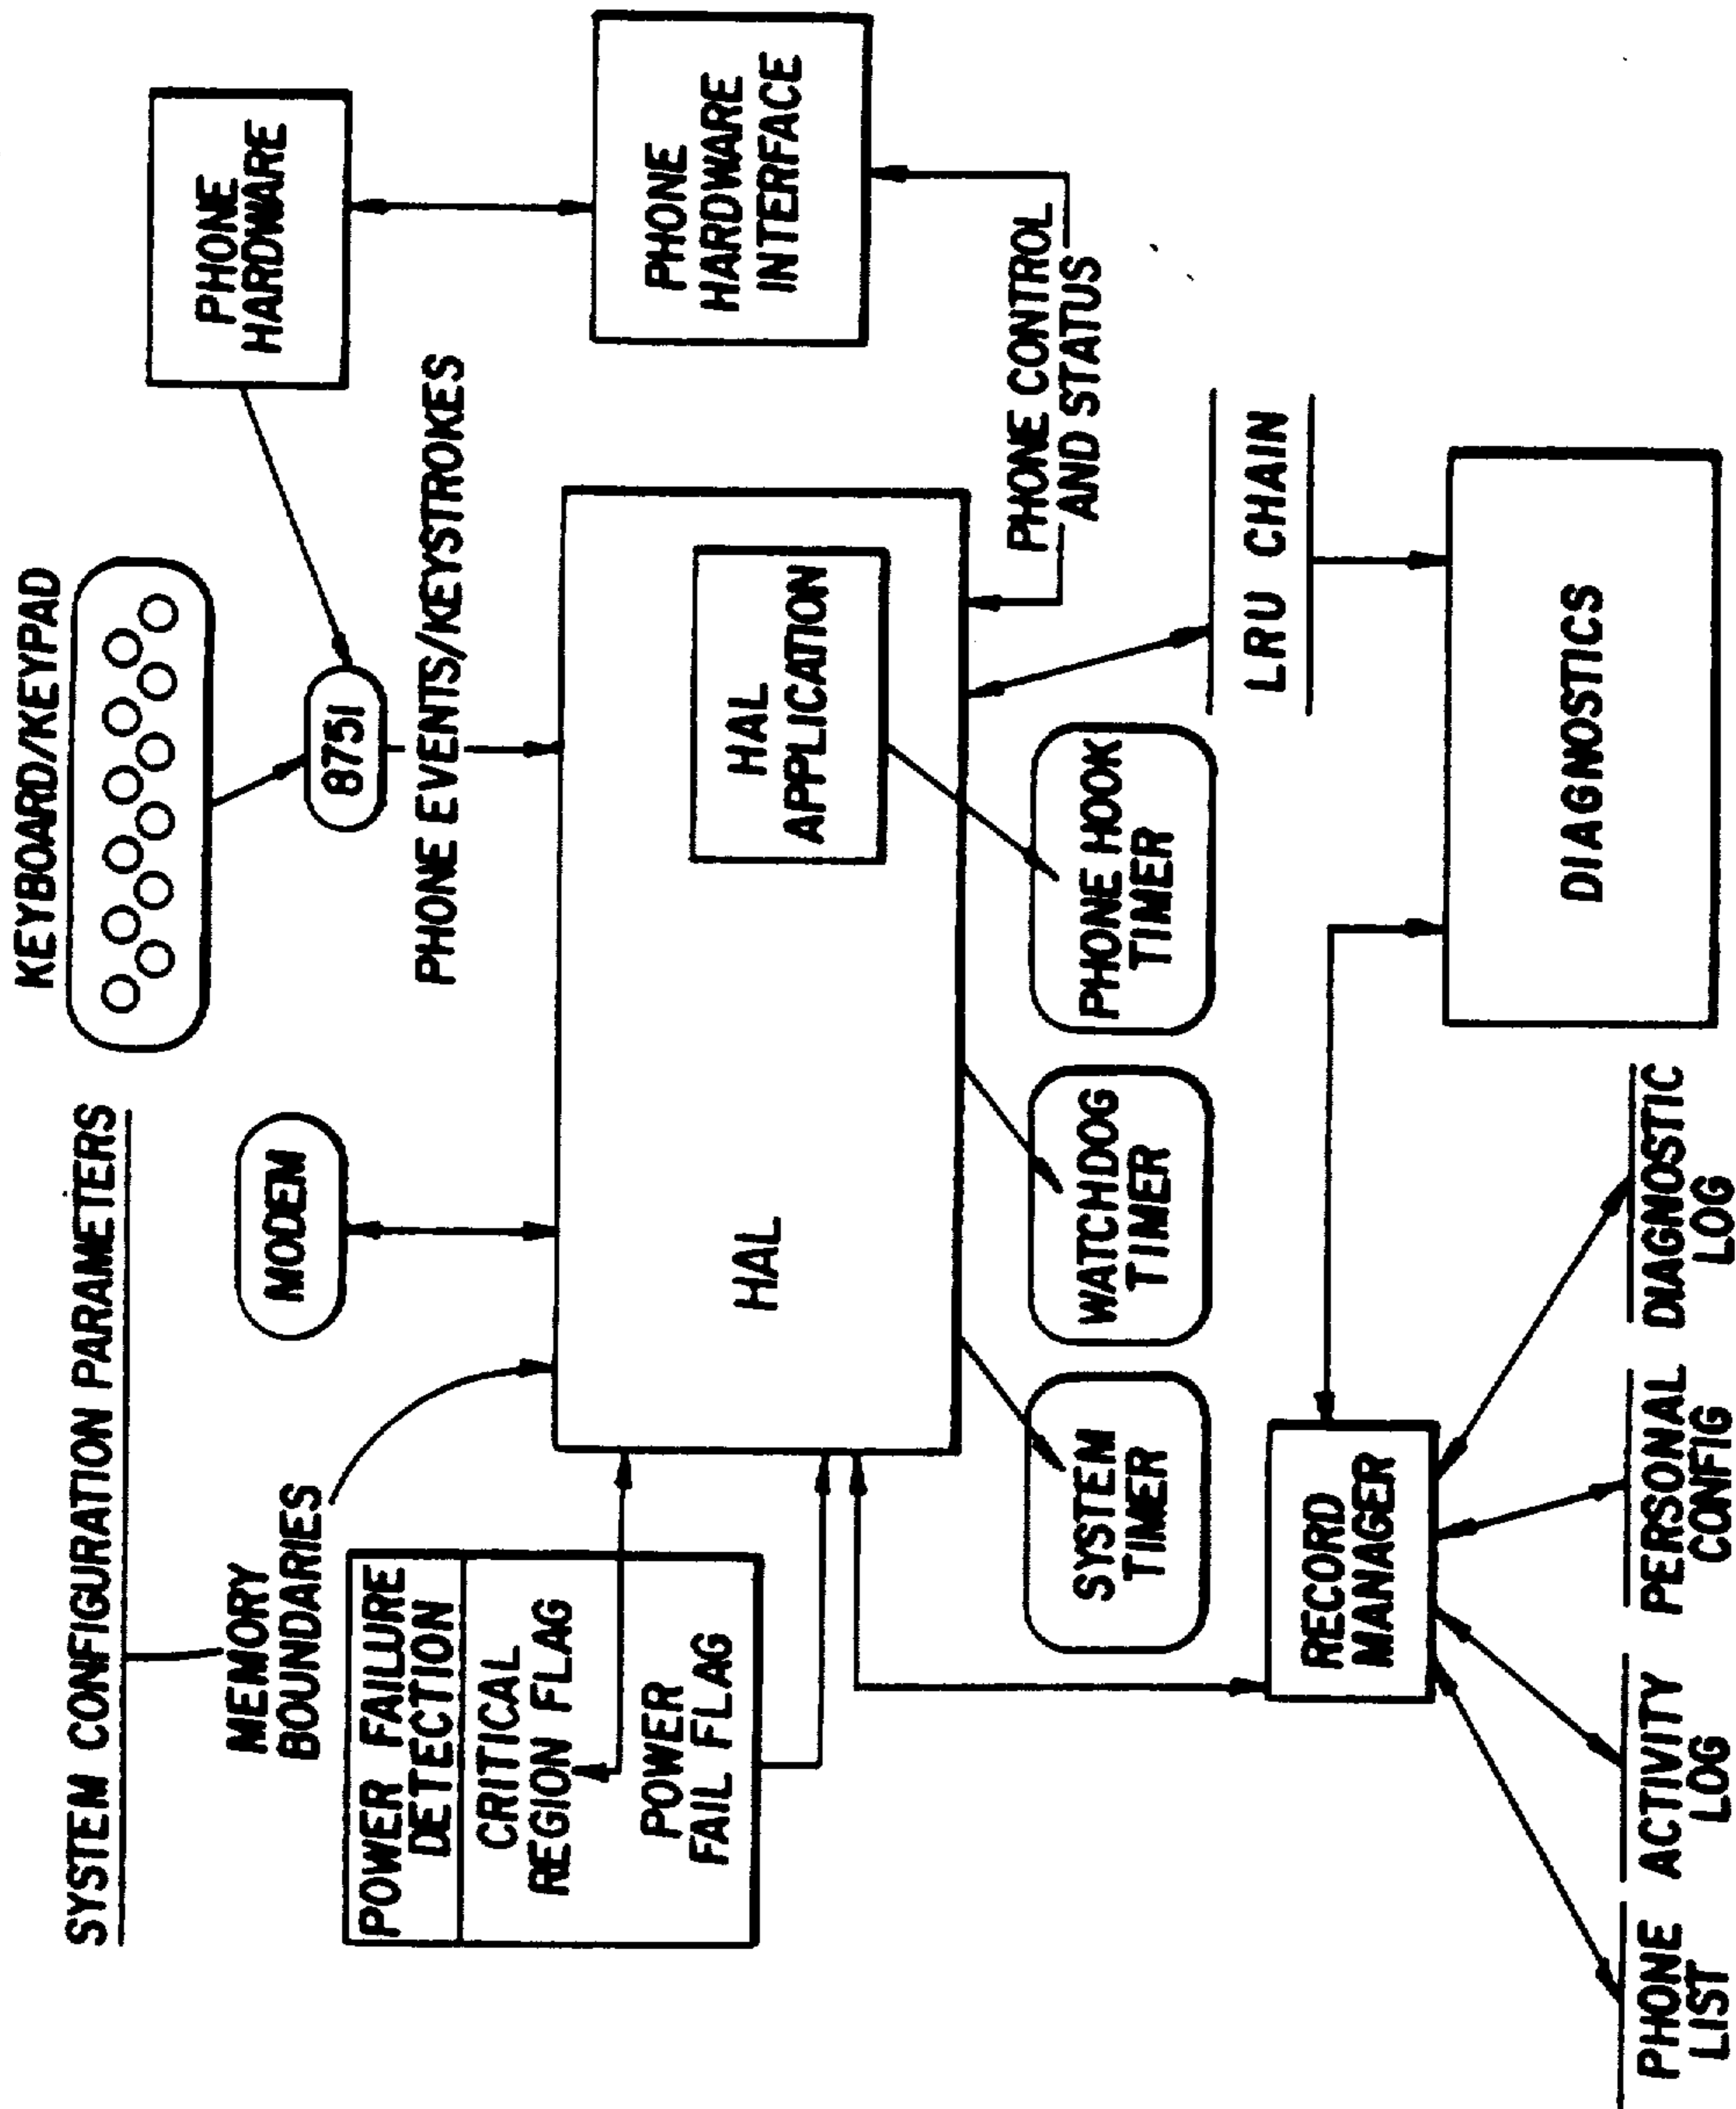 SYSTEM CONFIGURATION PARAMETERS
KEYBOARD/KEYPAD
MEMORY
BOUNDARIES
MODEN
8751
PHONE
HARDWARE
POWER FAILURE
DETECTION
CRITICAL
REGION FLAG
POWER
FAIL FLAG
PHONE EVENTS/KEYSTROKES
HAL
HAL
APPLICATION
PHONE
HARDWARE
INTERFACE
SYSTEM
TIMER
WATCHDOG
TIMER
PHONE HOOK
TIMER
PHONE CONTROL
AND STATUS
LRU CHAIN
RECORD
MANAGER
DIAGNOSTICS
PHONE
LIST
ACTIVITY
LOG
PERSONAL
CONFIG
DIAGNOSTIC
LOG